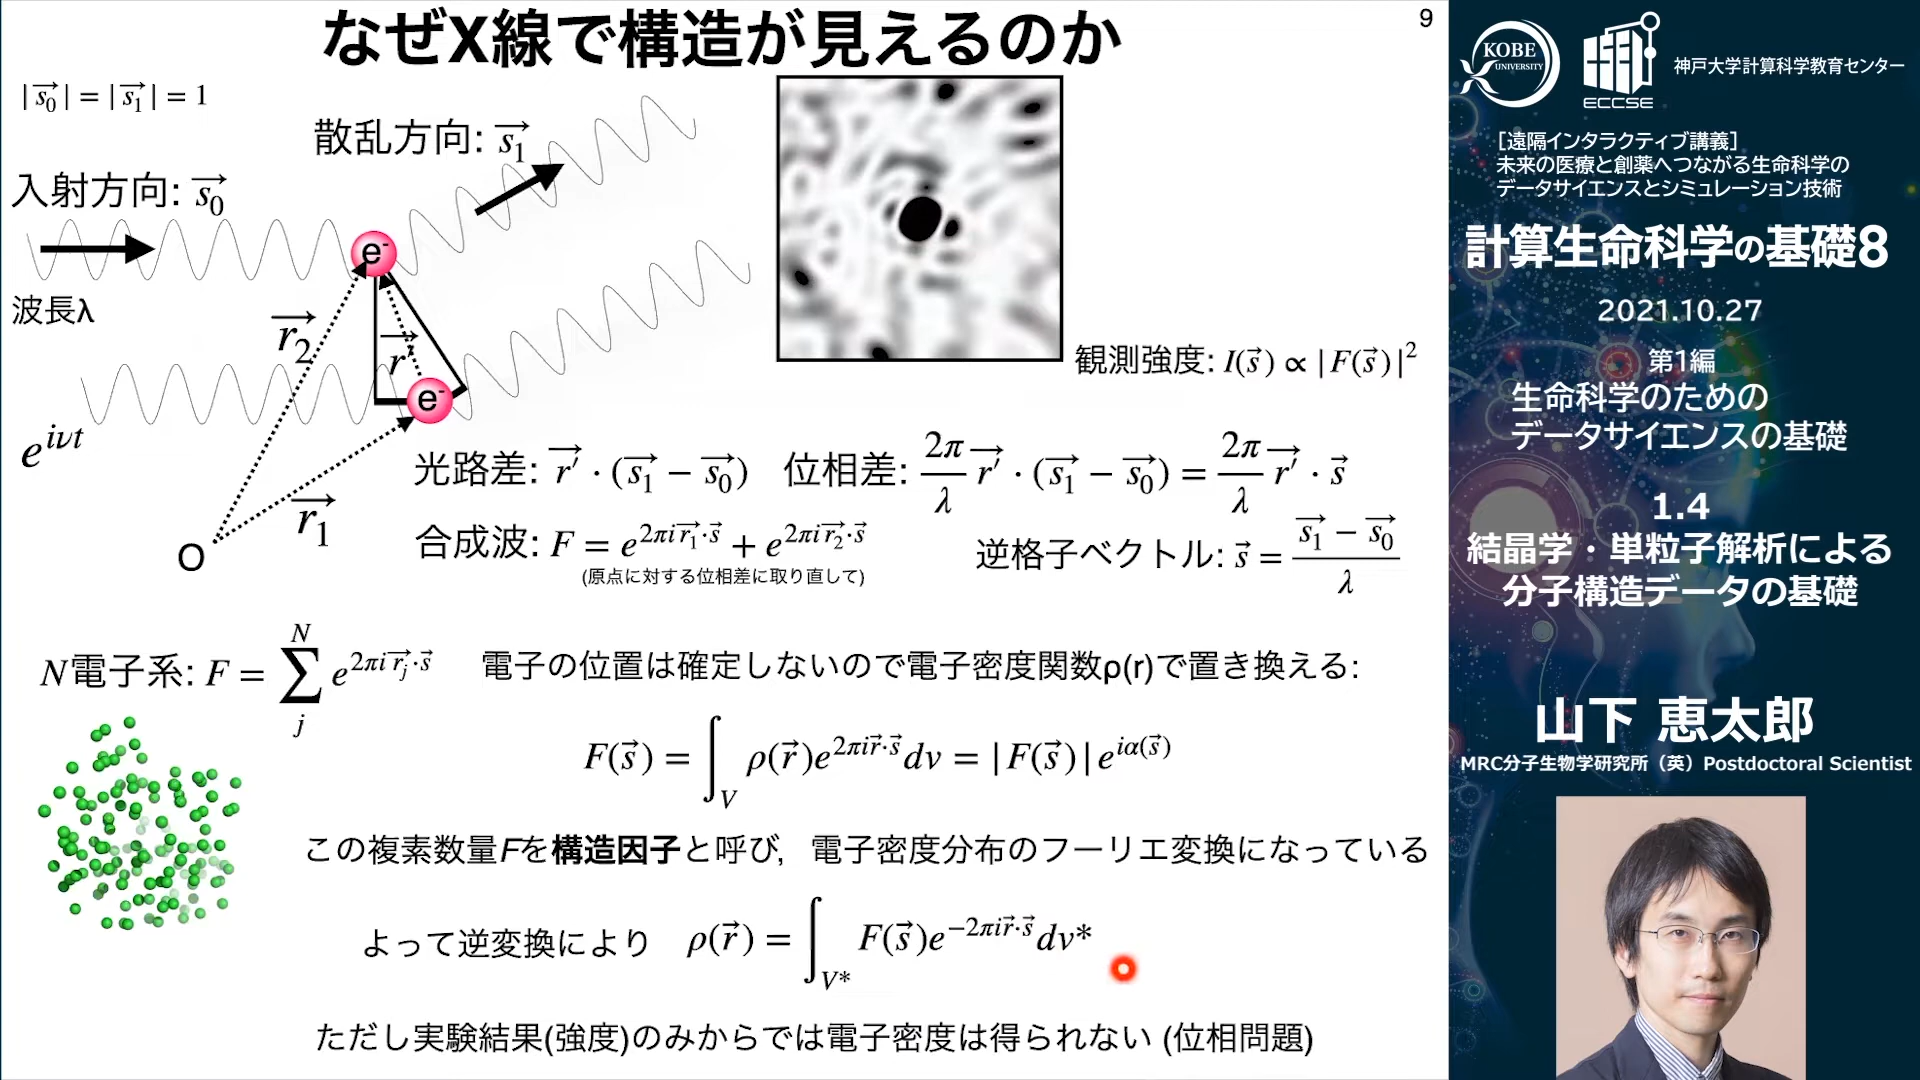 なぜX線で構造が見えるのか
9
|s₀→| = |s₁→| = 1
散乱方向: s₁→
入射方向: s₀→
e⁻
波長λ
r₂→
r'→
e⁻
e^{iνt}
r₁→
O
観測強度: I(s→) ∝ |F(s→)|²
光路差: r'→ · (s₁→ − s₀→)
位相差: 2π/λ r'→ · (s₁→ − s₀→) = 2π/λ r'→ · s→
合成波: F = e^{2πi r₁→·s→} + e^{2πi r₂→·s→}
(原点に対する位相差に取り直して)
逆格子ベクトル: s→ = (s₁→ − s₀→)/λ
N電子系: F = ∑_{j}^{N} e^{2πi r_j→·s→}
電子の位置は確定しないので電子密度関数ρ(r)で置き換える:
F(s→) = ∫_V ρ(r→)e^{2πi r→·s→}dv = |F(s→)|e^{iα(s→)}
この複素数量Fを構造因子と呼び，電子密度分布のフーリエ変換になっている
よって逆変換により ρ(r→) = ∫_{V*} F(s→)e^{−2πi r→·s→}dv*
ただし実験結果(強度)のみからでは電子密度は得られない (位相問題)
KOBE
UNIVERSITY
ECCSE
神戸大学計算科学教育センター
［遠隔インタラクティブ講義］
未来の医療と創薬へつながる生命科学の
データサイエンスとシミュレーション技術
計算生命科学の基礎8
2021.10.27
第1編
生命科学のための
データサイエンスの基礎
1.4
結晶学・単粒子解析による
分子構造データの基礎
山下 恵太郎
MRC分子生物学研究所（英）Postdoctoral Scientist